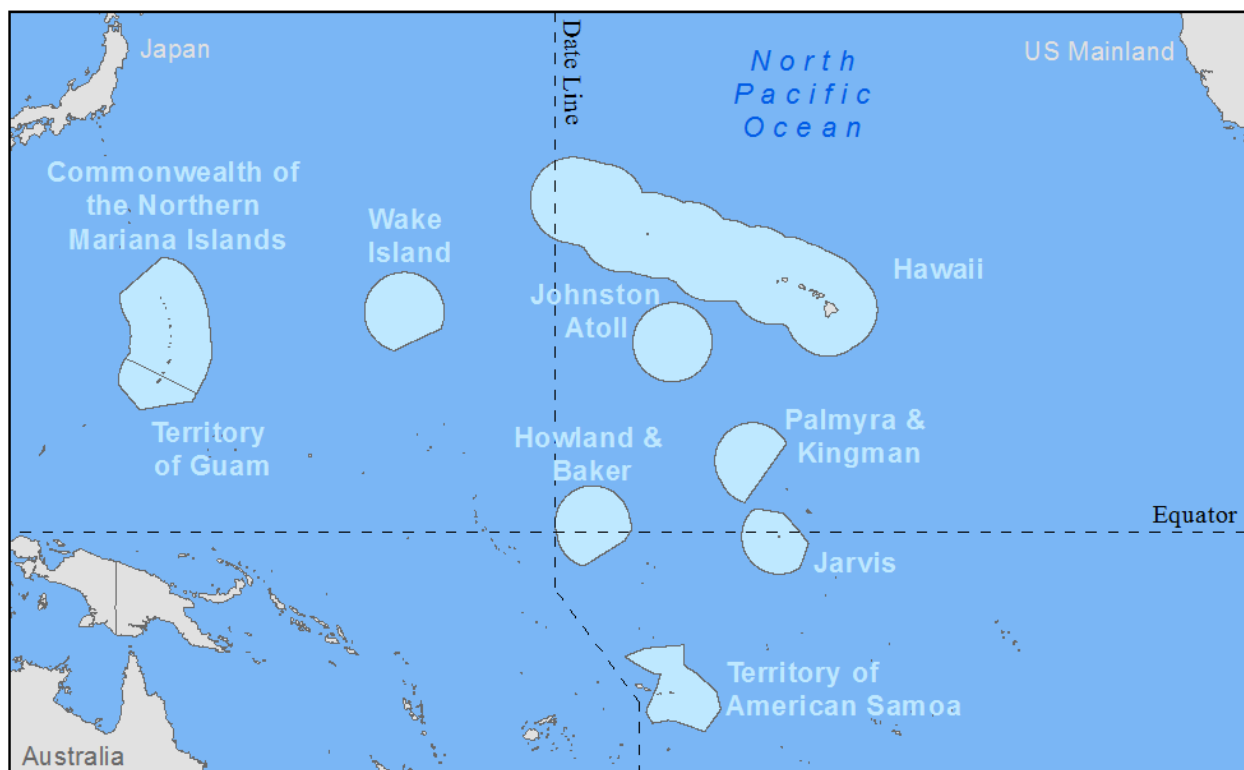 Japan
Date Line
North
Pacific
Ocean
US Mainland
Commonwealth of
the Northern
Mariana Islands
Wake
Island
Hawaii
Johnston
Atoll
Territory
of Guam
Howland &
Baker
Palmyra &
Kingman
Equator
Jarvis
Territory of
American Samoa
Australia